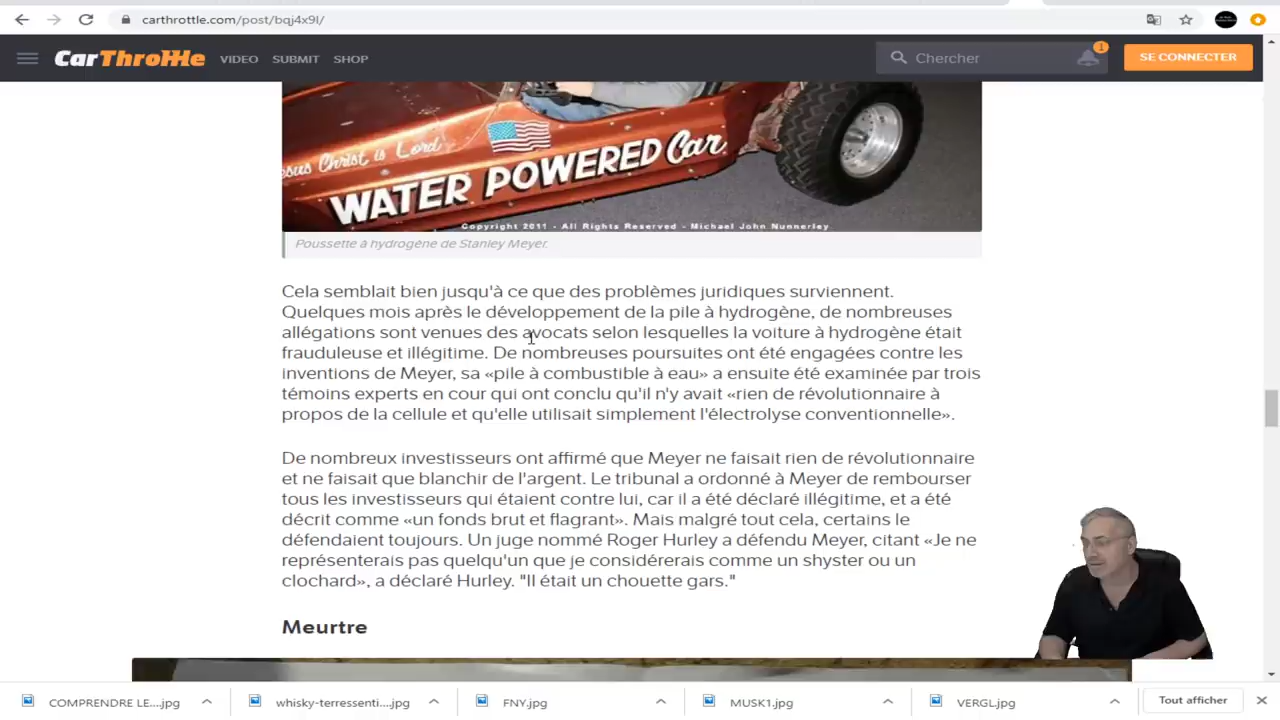 carthrottle.com/post/bqj4x9l/
CarThrottle VIDEO SUBMIT SHOP Chercher 1 SE CONNECTER
Jesus Christ is Lord
WATER POWERED Car
Copyright 2011 - All Rights Reserved - Michael John Nunnerley
Poussette à hydrogène de Stanley Meyer.
Cela semblait bien jusqu'à ce que des problèmes juridiques surviennent.
Quelques mois après le développement de la pile à hydrogène, de nombreuses
allégations sont venues des avocats selon lesquelles la voiture à hydrogène était
frauduleuse et illégitime. De nombreuses poursuites ont été engagées contre les
inventions de Meyer, sa «pile à combustible à eau» a ensuite été examinée par trois
témoins experts en cour qui ont conclu qu'il n'y avait «rien de révolutionnaire à
propos de la cellule et qu'elle utilisait simplement l'électrolyse conventionnelle».
De nombreux investisseurs ont affirmé que Meyer ne faisait rien de révolutionnaire
et ne faisait que blanchir de l'argent. Le tribunal a ordonné à Meyer de rembourser
tous les investisseurs qui étaient contre lui, car il a été déclaré illégitime, et a été
décrit comme «un fonds brut et flagrant». Mais malgré tout cela, certains le
défendaient toujours. Un juge nommé Roger Hurley a défendu Meyer, citant «Je ne
représenterais pas quelqu'un que je considérerais comme un shyster ou un
clochard», a déclaré Hurley. "Il était un chouette gars."
Meurtre
COMPRENDRE LE....jpg whisky-terressenti....jpg FNY.jpg MUSK1.jpg VERGL.jpg Tout afficher